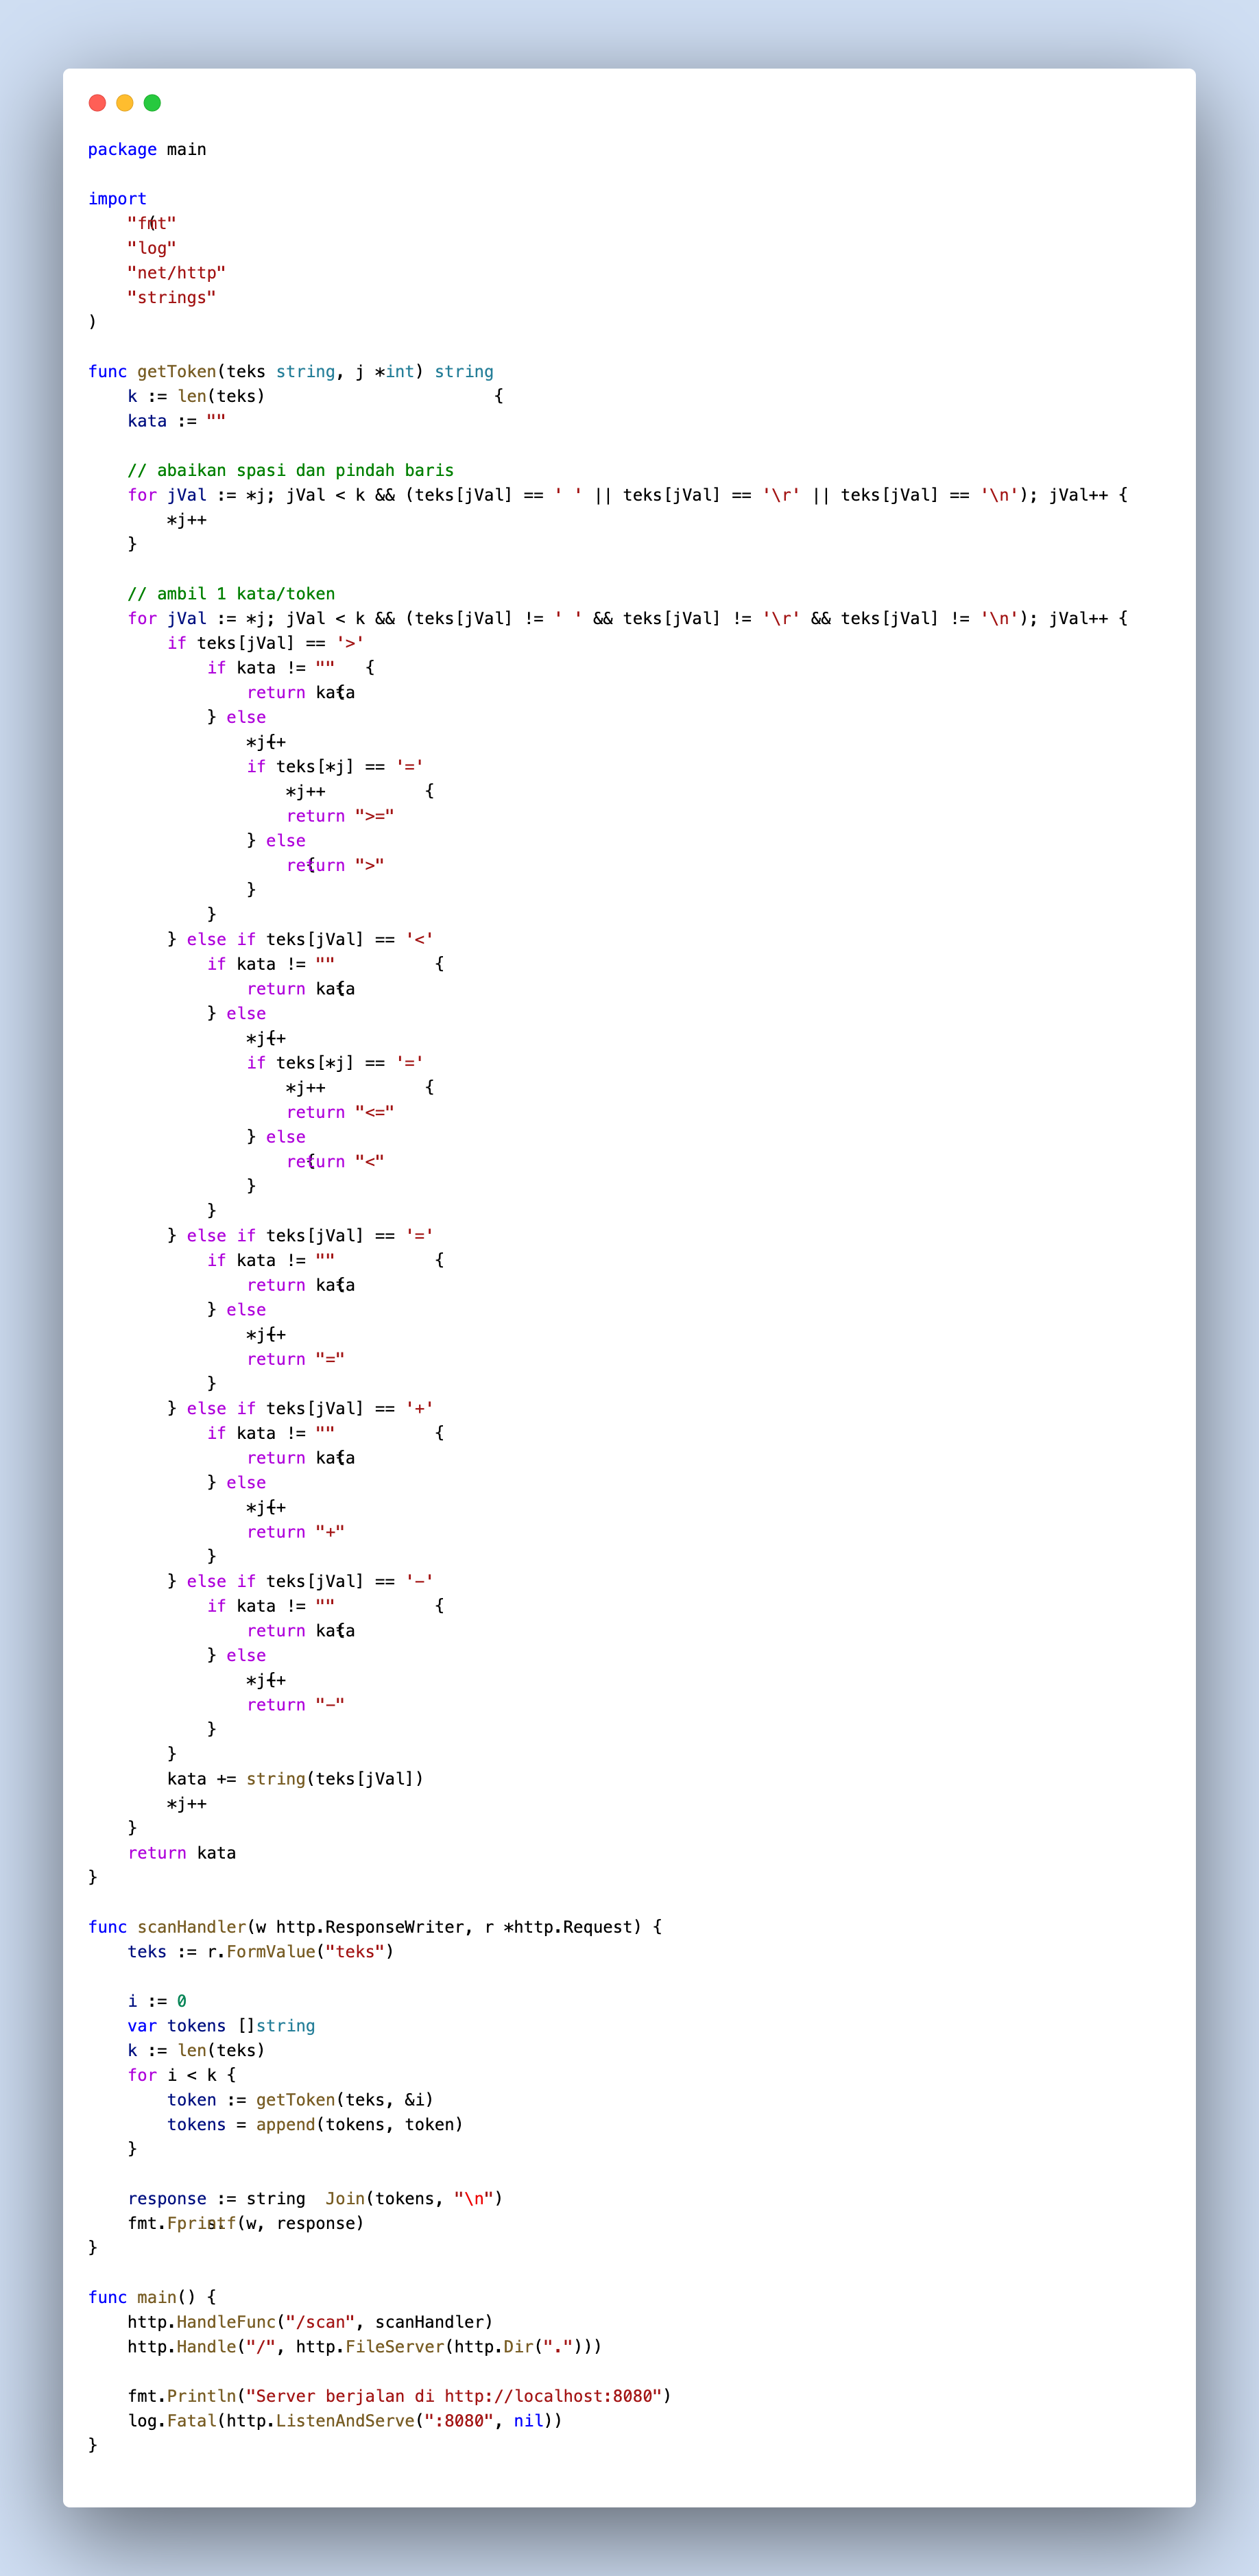 package main

import (
    "fmt"
    "log"
    "net/http"
    "strings"
)

func getToken(teks string, j *int) string {
    k := len(teks)
    kata := ""

    // abaikan spasi dan pindah baris
    for jVal := *j; jVal < k && (teks[jVal] == ' ' || teks[jVal] == '\r' || teks[jVal] == '\n'); jVal++ {
        *j++
    }

    // ambil 1 kata/token
    for jVal := *j; jVal < k && (teks[jVal] != ' ' && teks[jVal] != '\r' && teks[jVal] != '\n'); jVal++ {
        if teks[jVal] == '>' {
            if kata != "" {
                return kata
            } else {
                *j++
                if teks[*j] == '=' {
                    *j++
                    return ">="
                } else {
                    return ">"
                }
            }
        } else if teks[jVal] == '<' {
            if kata != "" {
                return kata
            } else {
                *j++
                if teks[*j] == '=' {
                    *j++
                    return "<="
                } else {
                    return "<"
                }
            }
        } else if teks[jVal] == '=' {
            if kata != "" {
                return kata
            } else {
                *j++
                return "="
            }
        } else if teks[jVal] == '+' {
            if kata != "" {
                return kata
            } else {
                *j++
                return "+"
            }
        } else if teks[jVal] == '-' {
            if kata != "" {
                return kata
            } else {
                *j++
                return "-"
            }
        }
        kata += string(teks[jVal])
        *j++
    }
    return kata
}

func scanHandler(w http.ResponseWriter, r *http.Request) {
    teks := r.FormValue("teks")

    i := 0
    var tokens []string
    k := len(teks)
    for i < k {
        token := getToken(teks, &i)
        tokens = append(tokens, token)
    }

    response := strings.Join(tokens, "\n")
    fmt.Fprintf(w, response)
}

func main() {
    http.HandleFunc("/scan", scanHandler)
    http.Handle("/", http.FileServer(http.Dir(".")))

    fmt.Println("Server berjalan di http://localhost:8080")
    log.Fatal(http.ListenAndServe(":8080", nil))
}